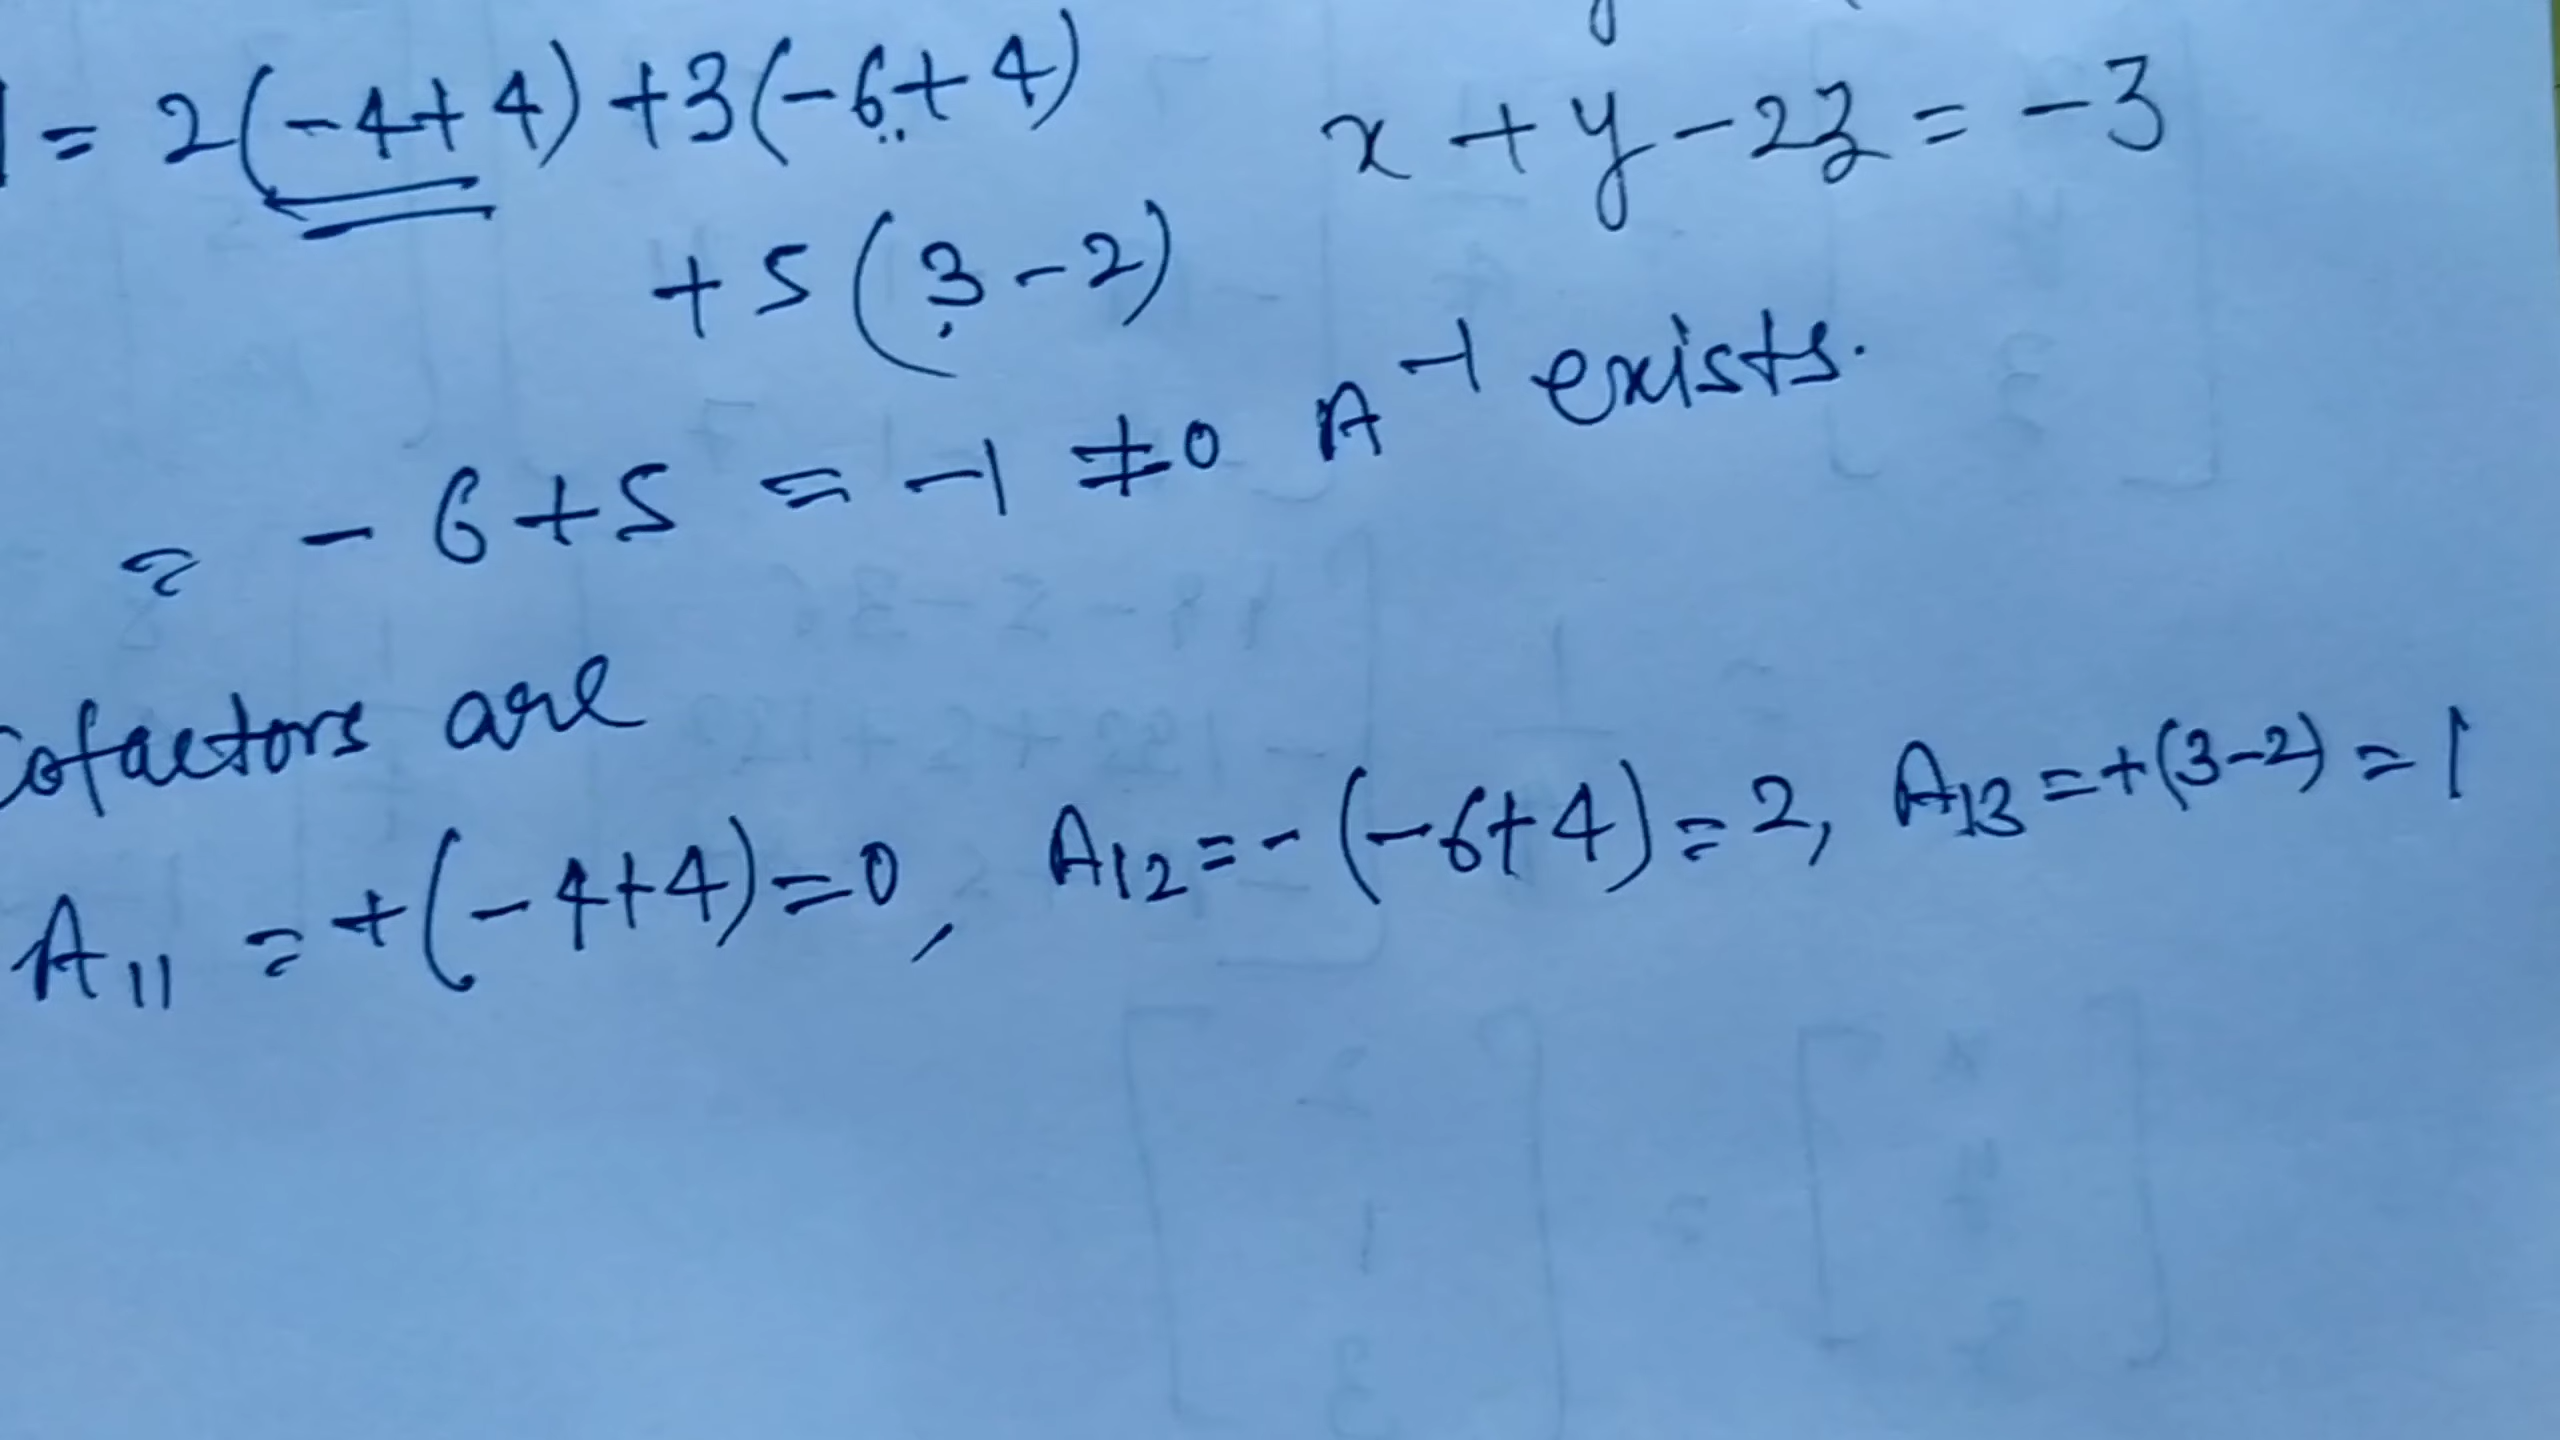 | = 2(-4+4) +3(-6+4)
+ 5 (3-2)
x + y - 2z = -3
= - 6+5 = -1 ≠0 A⁻¹ exists.
cofactors are
A₁₁ = +(-4+4)=0, A₁₂ = -(-6+4) = 2, A₁₃ = +(3-2) = 1